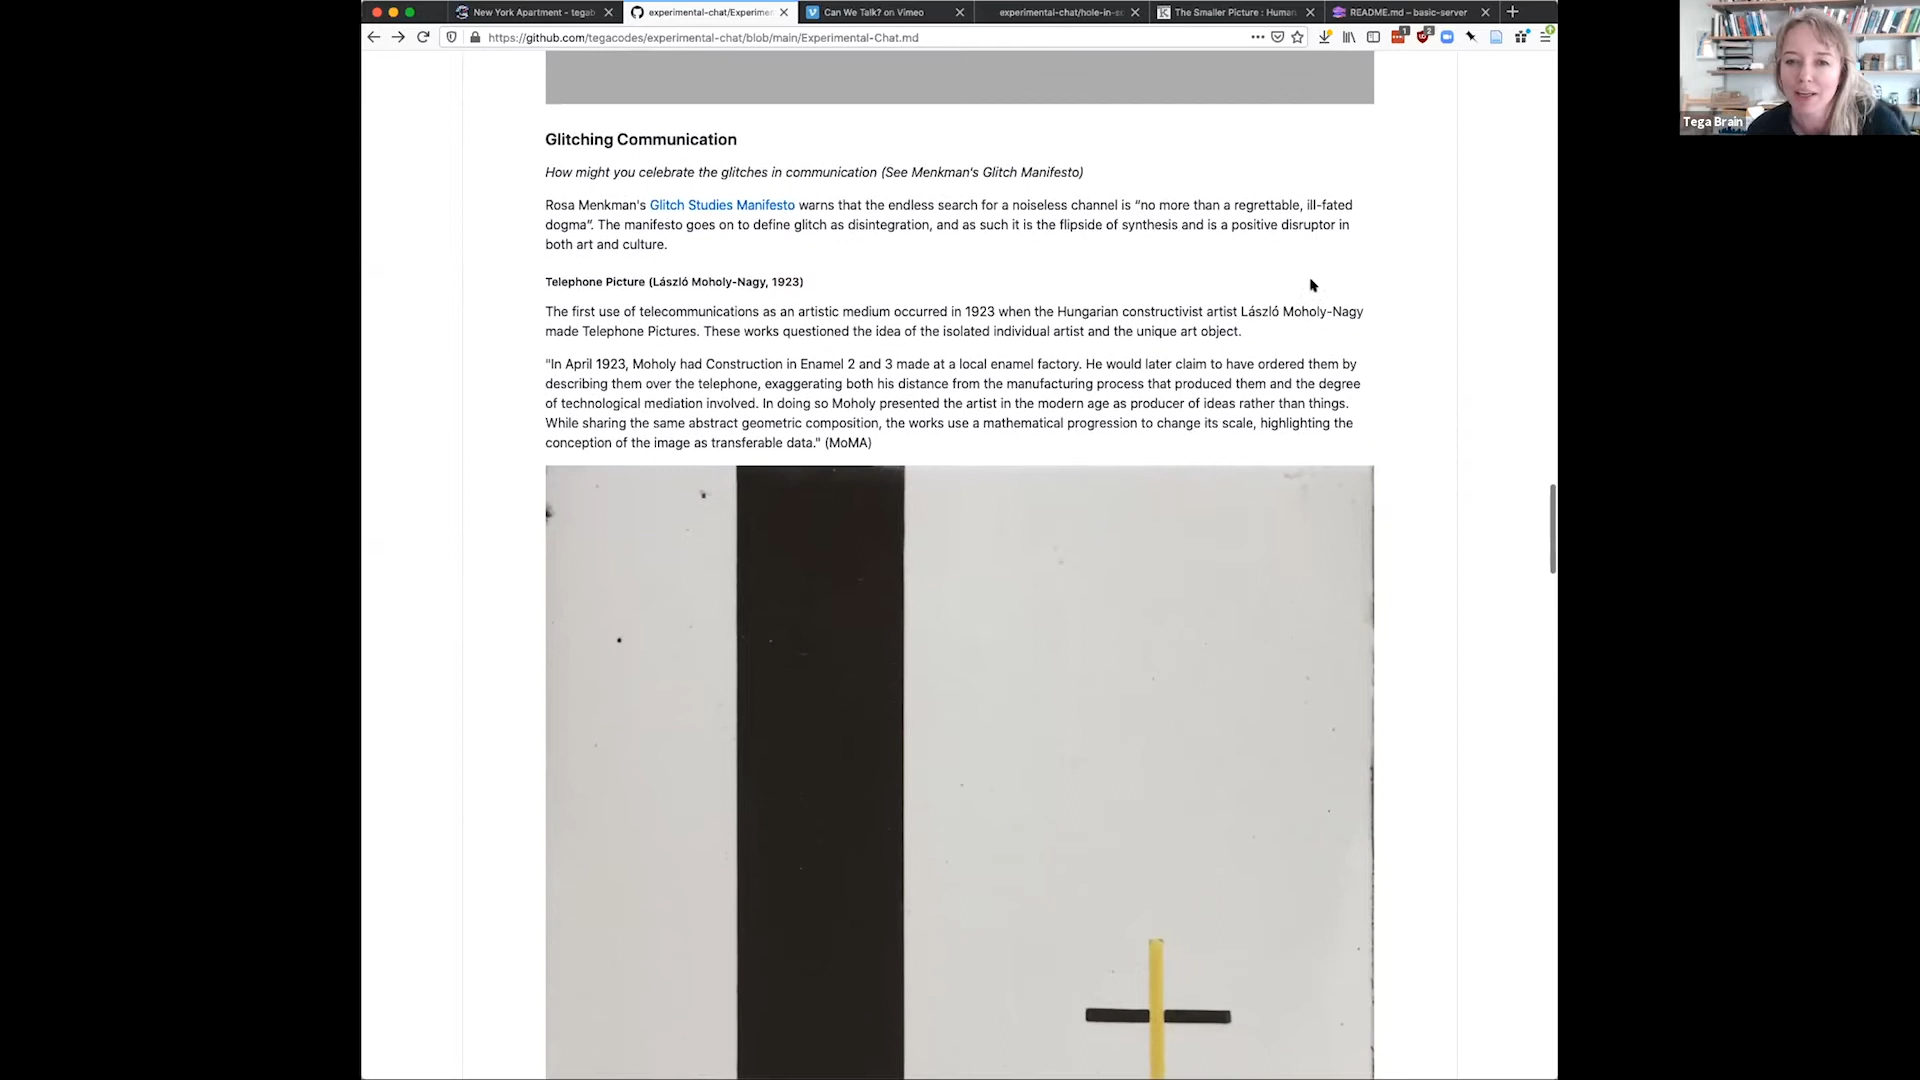 New York Apartment - tegab
experimental-chat/Experimen
Can We Talk? on Vimeo
experimental-chat/hole-in-s
The Smaller Picture : Human
README.md – basic-server
https://github.com/tegacodes/experimental-chat/blob/main/Experimental-Chat.md
Tega Brain
Glitching Communication
How might you celebrate the glitches in communication (See Menkman's Glitch Manifesto)
Rosa Menkman's Glitch Studies Manifesto warns that the endless search for a noiseless channel is “no more than a regrettable, ill-fated
dogma”. The manifesto goes on to define glitch as disintegration, and as such it is the flipside of synthesis and is a positive disruptor in
both art and culture.
Telephone Picture (László Moholy-Nagy, 1923)
The first use of telecommunications as an artistic medium occurred in 1923 when the Hungarian constructivist artist László Moholy-Nagy
made Telephone Pictures. These works questioned the idea of the isolated individual artist and the unique art object.
"In April 1923, Moholy had Construction in Enamel 2 and 3 made at a local enamel factory. He would later claim to have ordered them by
describing them over the telephone, exaggerating both his distance from the manufacturing process that produced them and the degree
of technological mediation involved. In doing so Moholy presented the artist in the modern age as producer of ideas rather than things.
While sharing the same abstract geometric composition, the works use a mathematical progression to change its scale, highlighting the
conception of the image as transferable data." (MoMA)